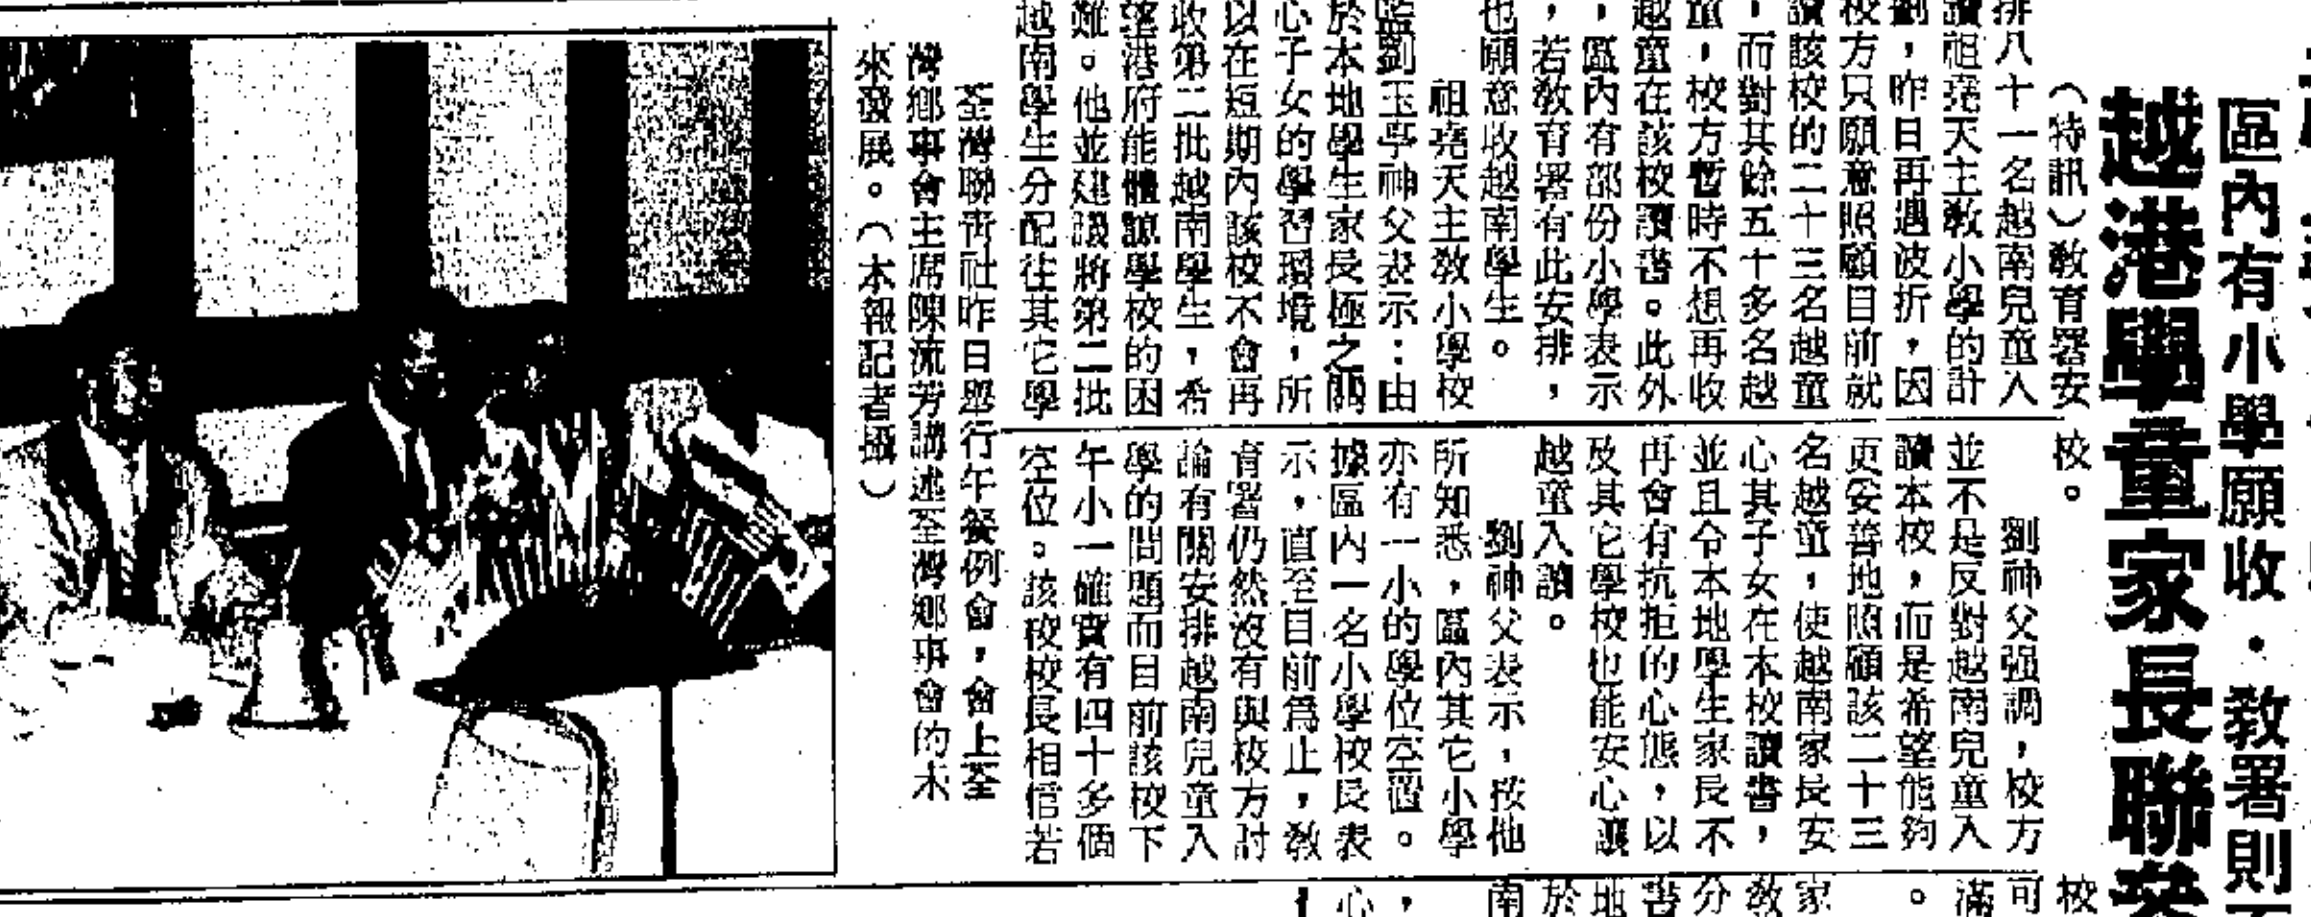 區內有小學願收·教署則
越港學童家長聯
（特訊）教育署安
排八十一名越南兒童入
讀祖堯天主教小學的計
劃，昨日再遇波折，因
校方只願意照顧目前就
讀該校的二十三名越童
，而對其餘五十多名越
童，校方暫時不想再收
越童在該校讀書。此外
，區內有部份小學表示
，若教育署有此安排，
也願意收越南學生。
祖堯天主教小學校
監劉玉亭神父表示：由
於本地學生家長極之關
心子女的學習環境，所
以在短期內該校不會再
收第二批越南學生，希
望港府能體諒學校的困
難。他並建議將第二批
越南學生分配往其它學
校。
劉神父强調，校方
並不是反對越南兒童入
讀本校，而是希望能夠
更妥善地照顧該二十三
名越童，使越南家長安
心其子女在本校讀書，
並且令本地學生家長不
再會有抗拒的心態，以
及其它學校也能安心讓
越童入讀。
劉神父表示，按他
所知悉，區內其它小學
亦有一小的學位空置。
據區內一名小學校長表
示，直至目前為止，教
育署仍然沒有與校方討
論有關安排越南兒童入
學的問題而目前該校下
午小一確實有四十多個
空位。該校校長相信若
校
可
滿
。
家
教
分
書
地
於
南
，
心
荃灣聯青社昨日舉行午餐例會，會上荃
灣鄉事會主席陳流芳講述荃灣鄉事會的未
來發展。（本報記者攝）